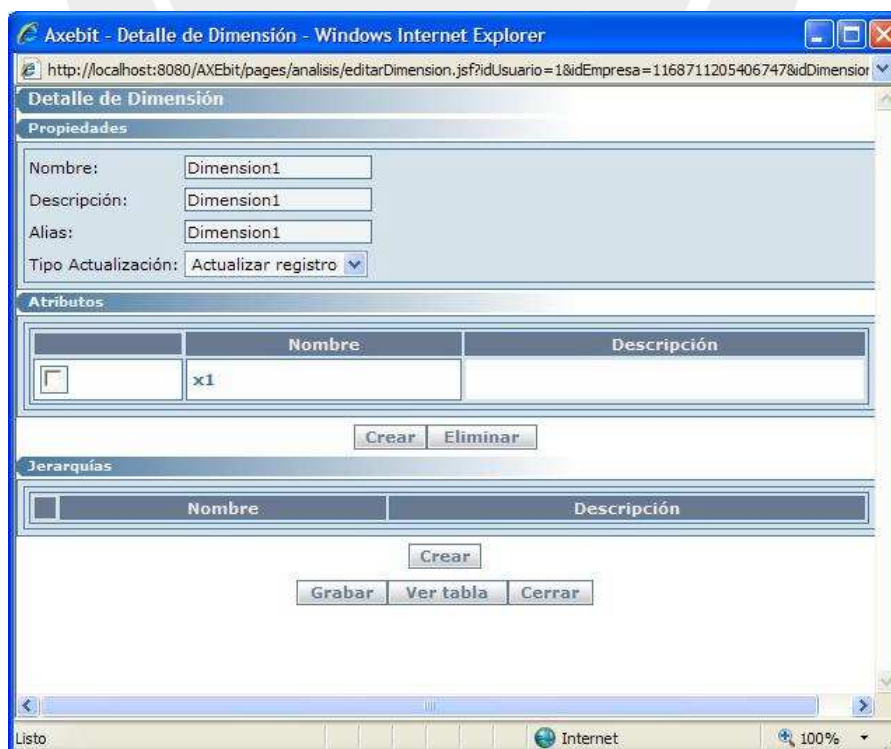 Axebit - Detalle de Dimensión - Windows Internet Explorer
http://localhost:8080/AXEbit/pages/analisis/editarDimension.jsf?idUsuario=1&idEmpresa=1168711205406747&idDimension
Detalle de Dimensión
Propiedades
Nombre: Dimension1
Descripción: Dimension1
Alias: Dimension1
Tipo Actualización: Actualizar registro
Atributos
Nombre Descripción
x1
Crear Eliminar
Jerarquías
Nombre Descripción
Crear
Grabar Ver tabla Cerrar
Listo Internet 100%